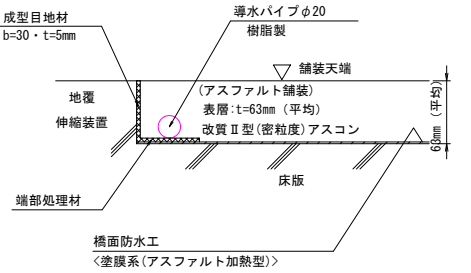 成型目地材
b=30・t=5mm
導水パイプφ20
樹脂製
舗装天端
地覆
伸縮装置
(アスファルト舗装)
表層:t=63mm (平均)
改質Ⅱ型(密粒度)アスコン
63mm (平均)
床版
端部処理材
橋面防水工
<塗膜系(アスファルト加熱型)>